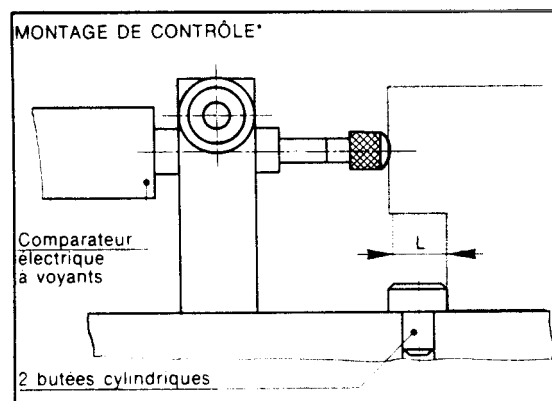 MONTAGE DE CONTRÔLE*
L
Comparateur
électrique
à voyants
2 butées cylindriques